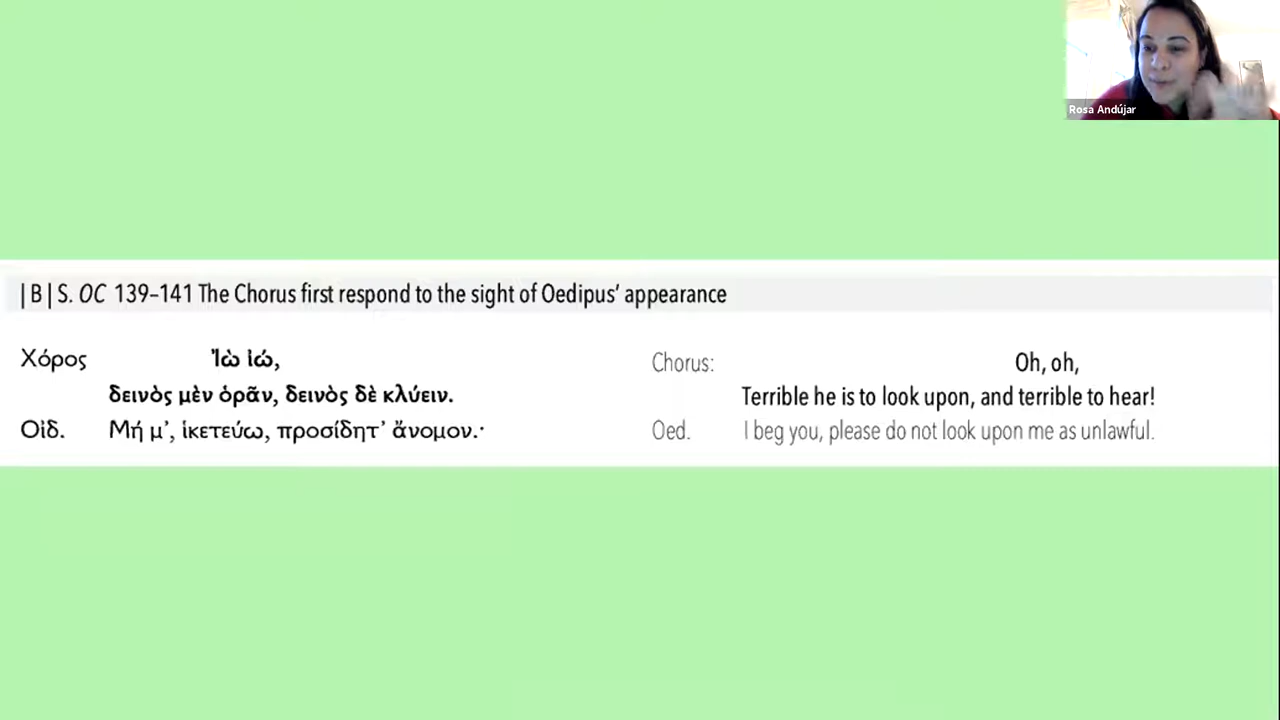 Rosa Andújar
| B | S. OC 139–141 The Chorus first respond to the sight of Oedipus’ appearance
Χόρος Ἰὼ ἰώ,
δεινὸς μὲν ὁρᾶν, δεινὸς δὲ κλύειν.
Οἰδ. Μή μ’, ἱκετεύω, προσίδητ’ ἄνομον.·
Chorus: Oh, oh,
Terrible he is to look upon, and terrible to hear!
Oed. I beg you, please do not look upon me as unlawful.